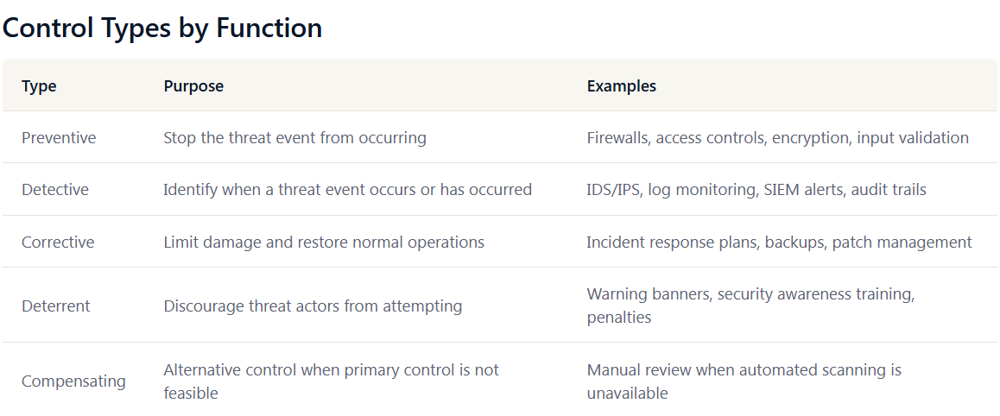 Control Types by Function
Type Purpose Examples
Preventive Stop the threat event from occurring Firewalls, access controls, encryption, input validation
Detective Identify when a threat event occurs or has occurred IDS/IPS, log monitoring, SIEM alerts, audit trails
Corrective Limit damage and restore normal operations Incident response plans, backups, patch management
Deterrent Discourage threat actors from attempting Warning banners, security awareness training,
penalties
Compensating Alternative control when primary control is not
feasible Manual review when automated scanning is
unavailable